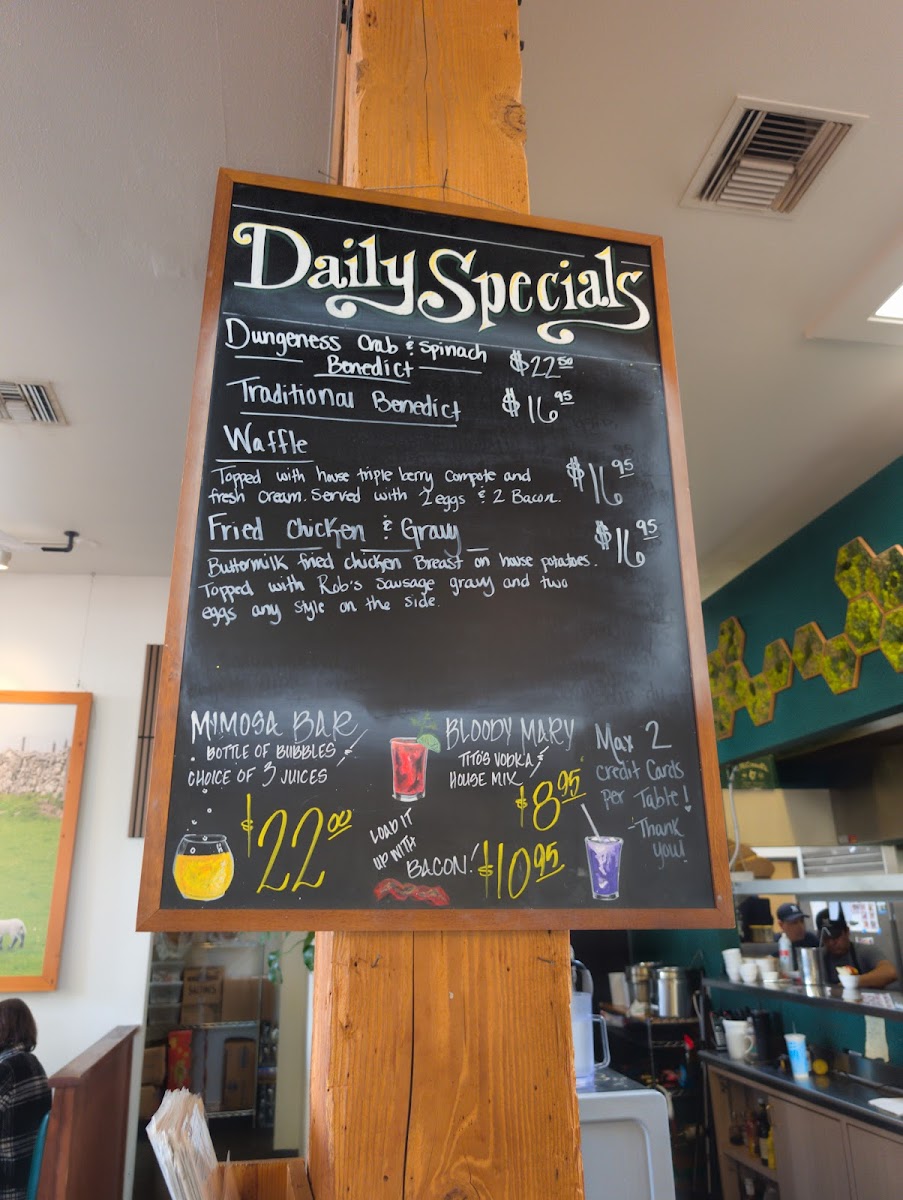 Daily Specials
Dungeness Crab & Spinach
Benedict $22.50
Traditional Benedict $16.95
Waffle
Topped with house triple berry compote and
fresh cream. Served with 2 eggs & 2 Bacon. $16.95
Fried Chicken & Gravy $16.95
Buttermilk fried chicken Breast on house potatoes.
Topped with Rob's Sausage gravy and two
eggs any style on the side.
MIMOSA BAR
BOTTLE OF BUBBLES &
CHOICE OF 3 JUICES
$22.00
BLOODY MARY
TITO'S VODKA &
HOUSE MIX
$8.95
LOAD IT
UP WITH
BACON! $10.95
Max 2
Credit Cards
per Table!
-Thank
you!